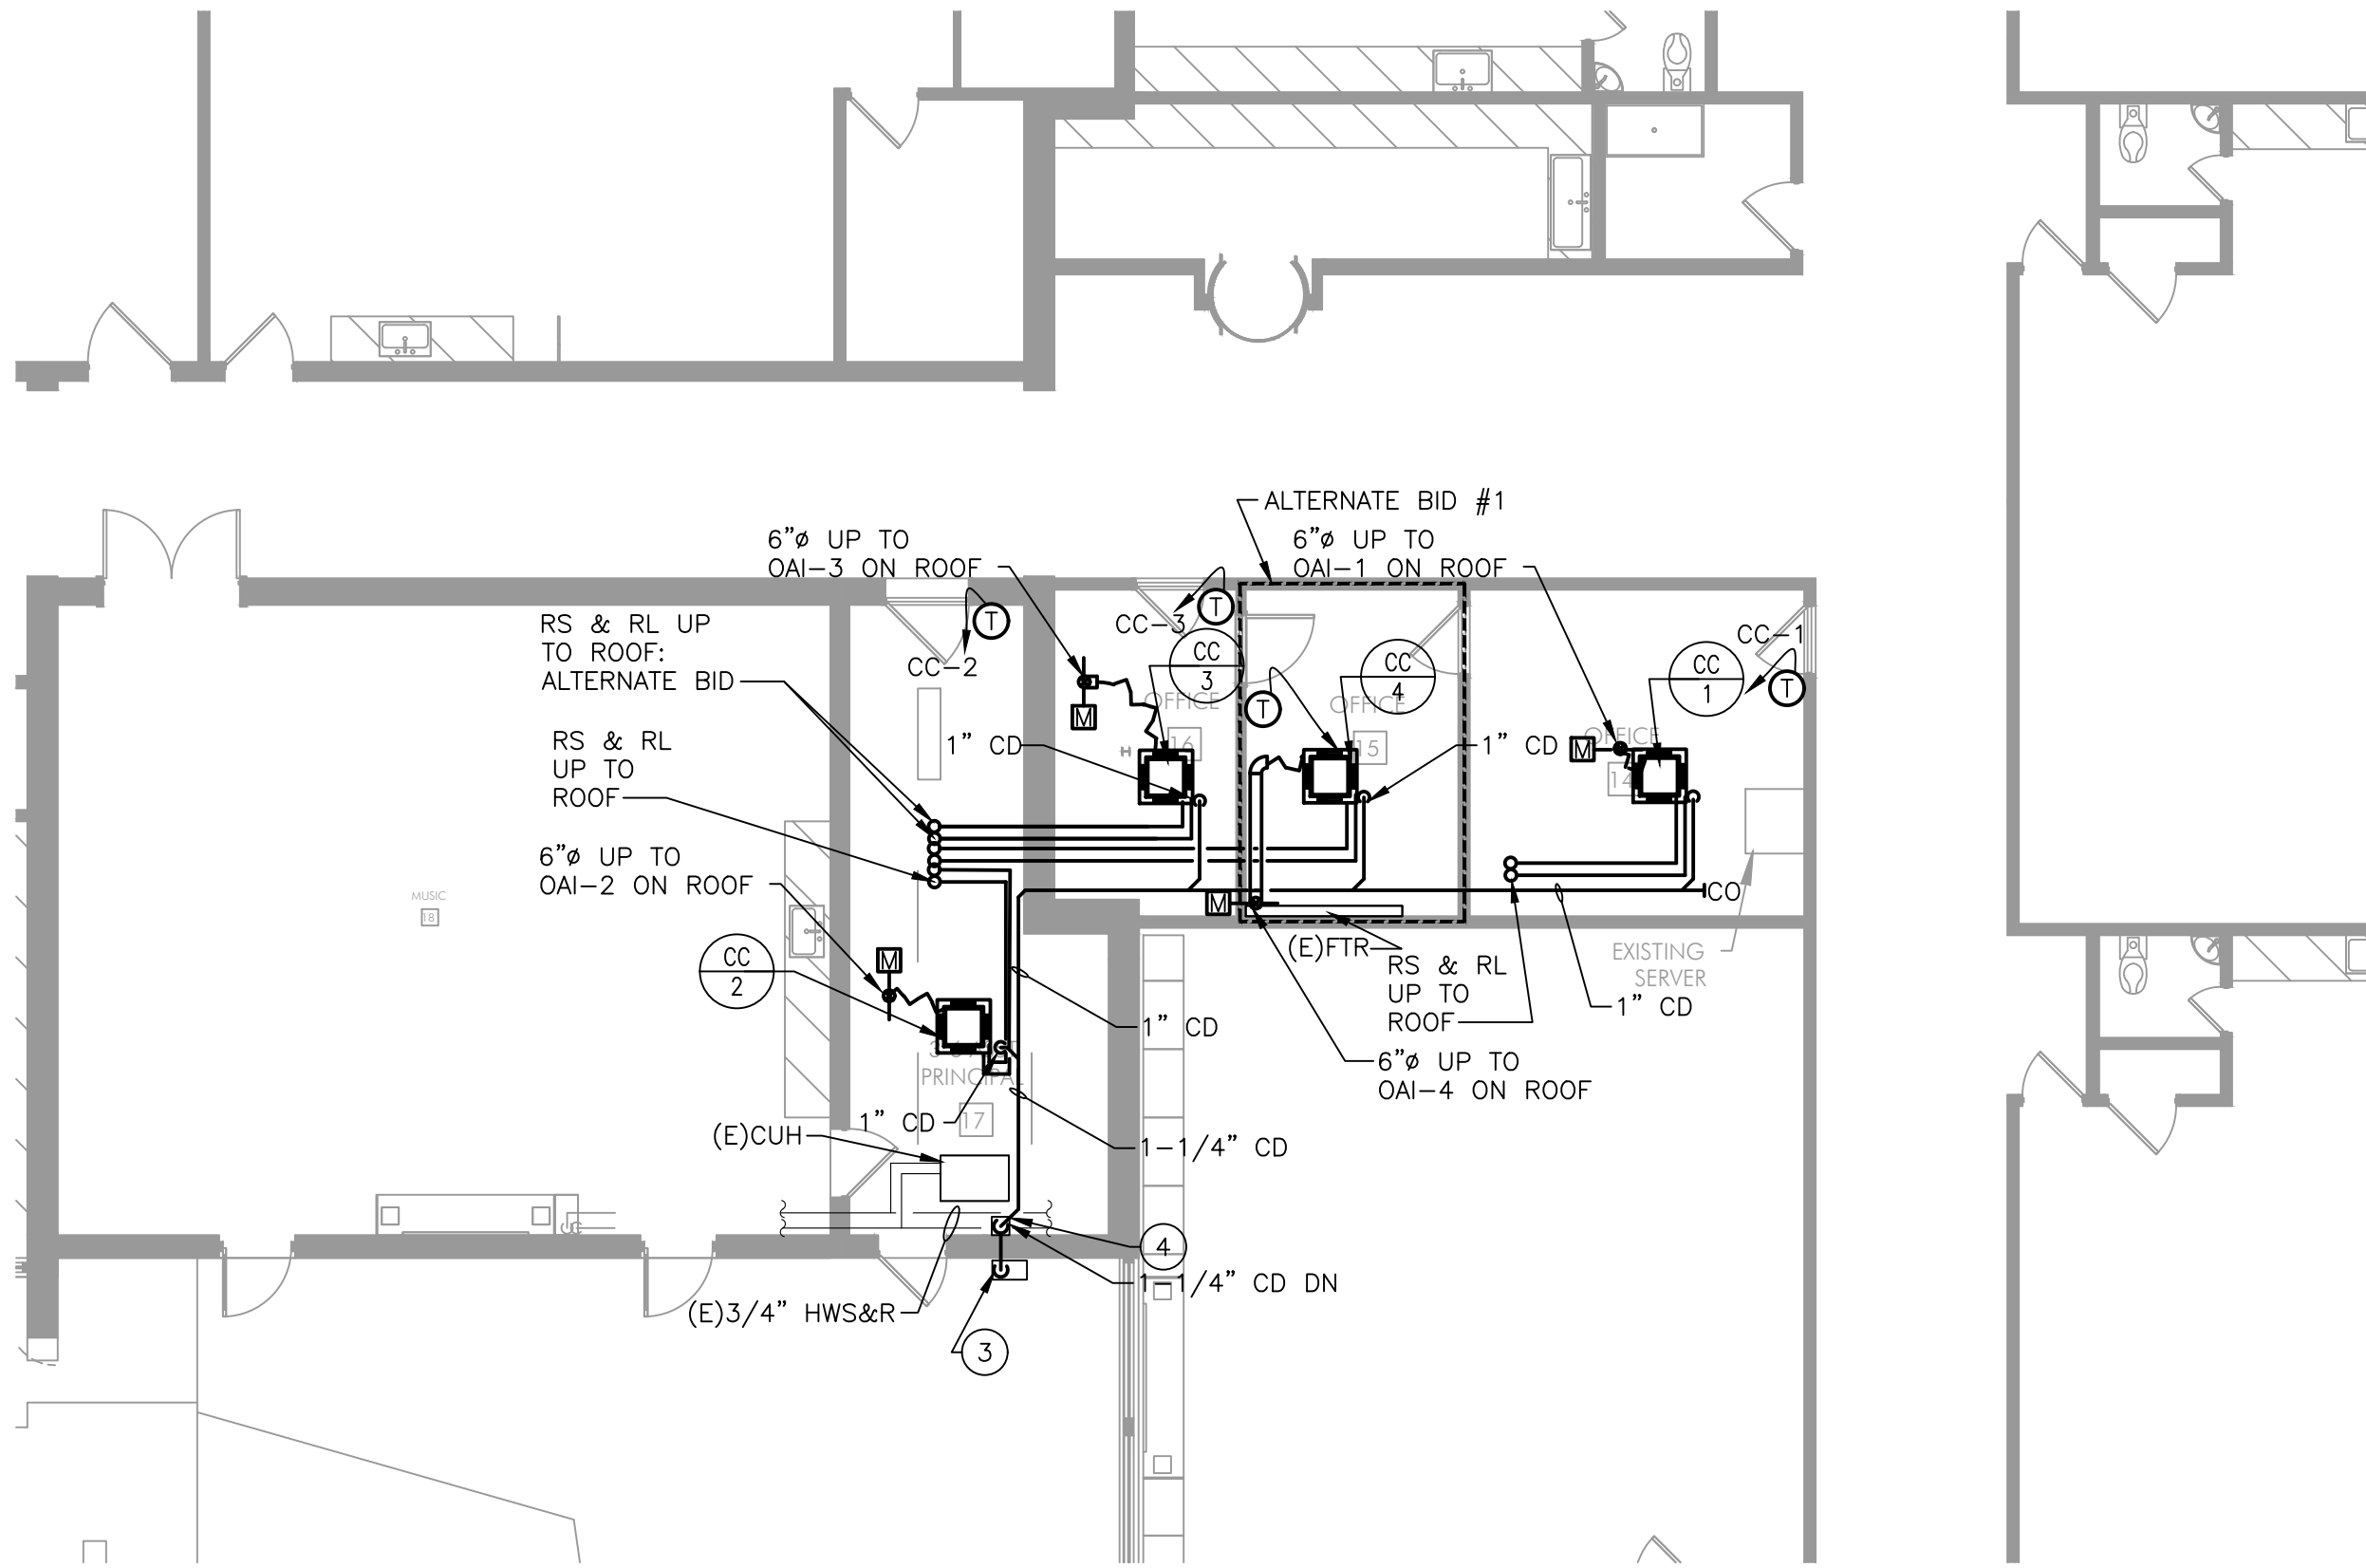 ALTERNATE BID #1
6"ø UP TO
OAI-3 ON ROOF
6"ø UP TO
OAI-1 ON ROOF
RS & RL UP
TO ROOF:
ALTERNATE BID
T
CC-2
CC-3
T
CC
3
OFFICE
16
M
1" CD
T
CC
4
OFFICE
15
1" CD
CC-1
T
CC
1
OFFICE
14
M
RS & RL
UP TO
ROOF
6"ø UP TO
OAI-2 ON ROOF
MUSIC
18
M
CO
M
(E)FTR
RS & RL
UP TO
ROOF
EXISTING
SERVER
1" CD
CC
2
1" CD
6"ø UP TO
OAI-4 ON ROOF
PRINCIPAL
17
1" CD
(E)CUH
1-1/4" CD
4
1-1/4" CD DN
(E)3/4" HWS&R
3